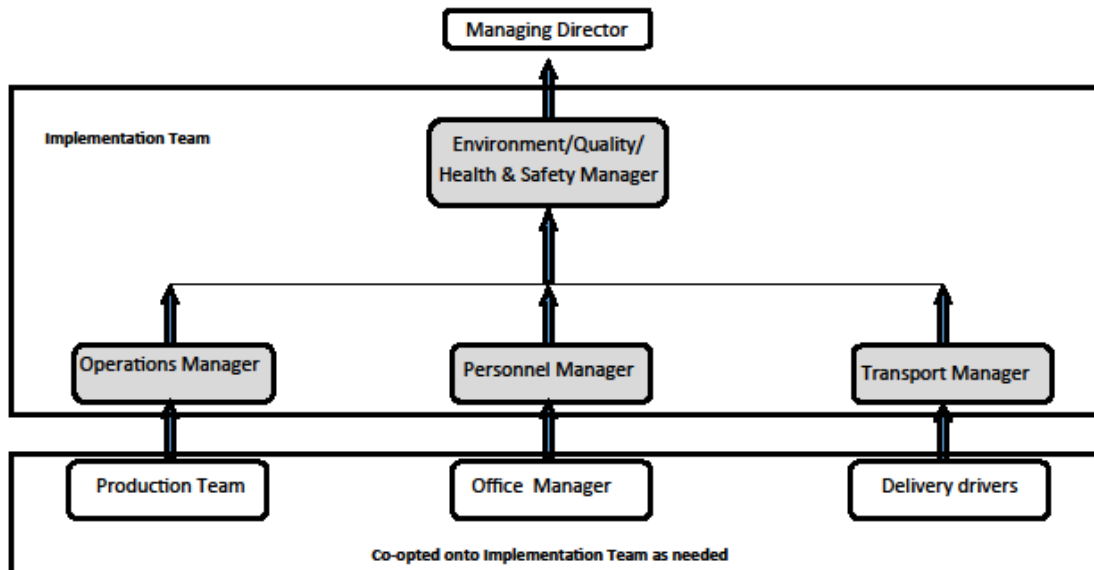 Managing Director
Implementation Team
Environment/Quality/
Health & Safety Manager
Operations Manager
Personnel Manager
Transport Manager
Production Team
Office Manager
Delivery drivers
Co-opted onto Implementation Team as needed